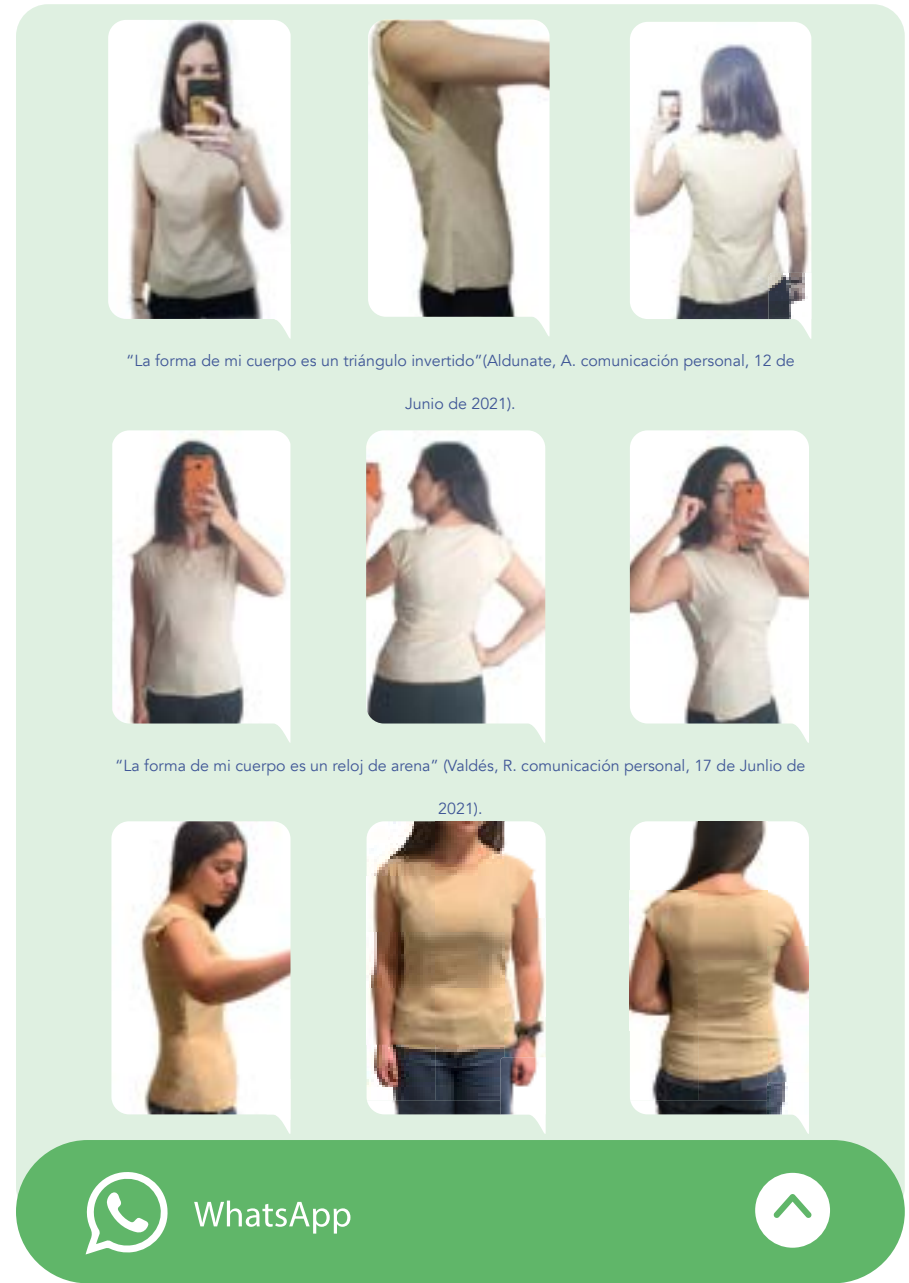 “La forma de mi cuerpo es un triángulo invertido”(Aldunate, A. comunicación personal, 12 de
Junio de 2021).
“La forma de mi cuerpo es un reloj de arena” (Valdés, R. comunicación personal, 17 de Junlio de
2021).
WhatsApp